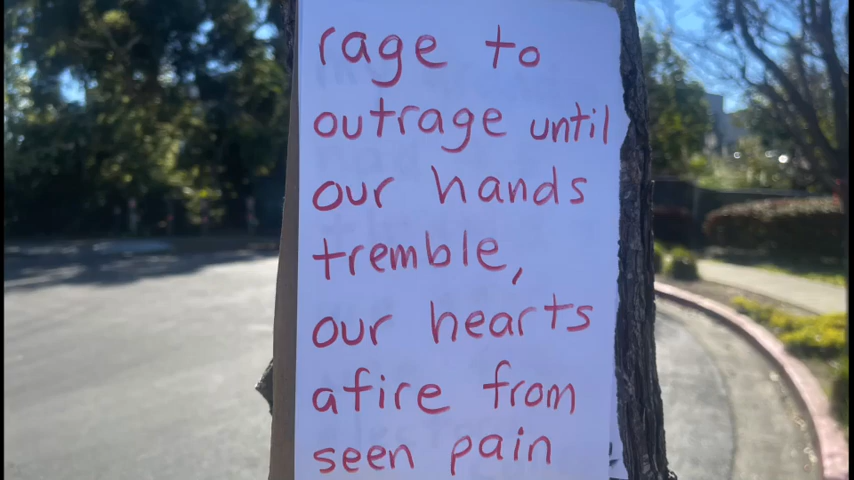 rage to
outrage until
our hands
tremble,
our hearts
afire from
seen pain